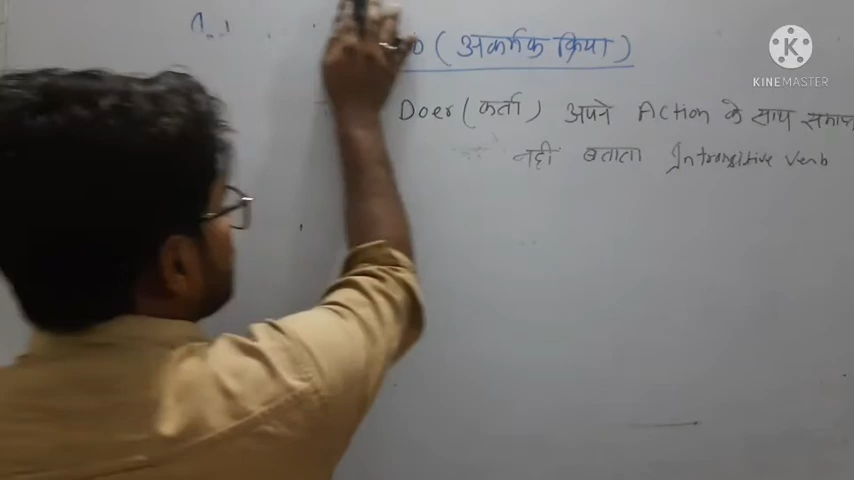 (अकर्मक क्रिया)
Doer (कर्ता) अपने Action के साथ
नही बताता Intransitive verb
KINEMASTER